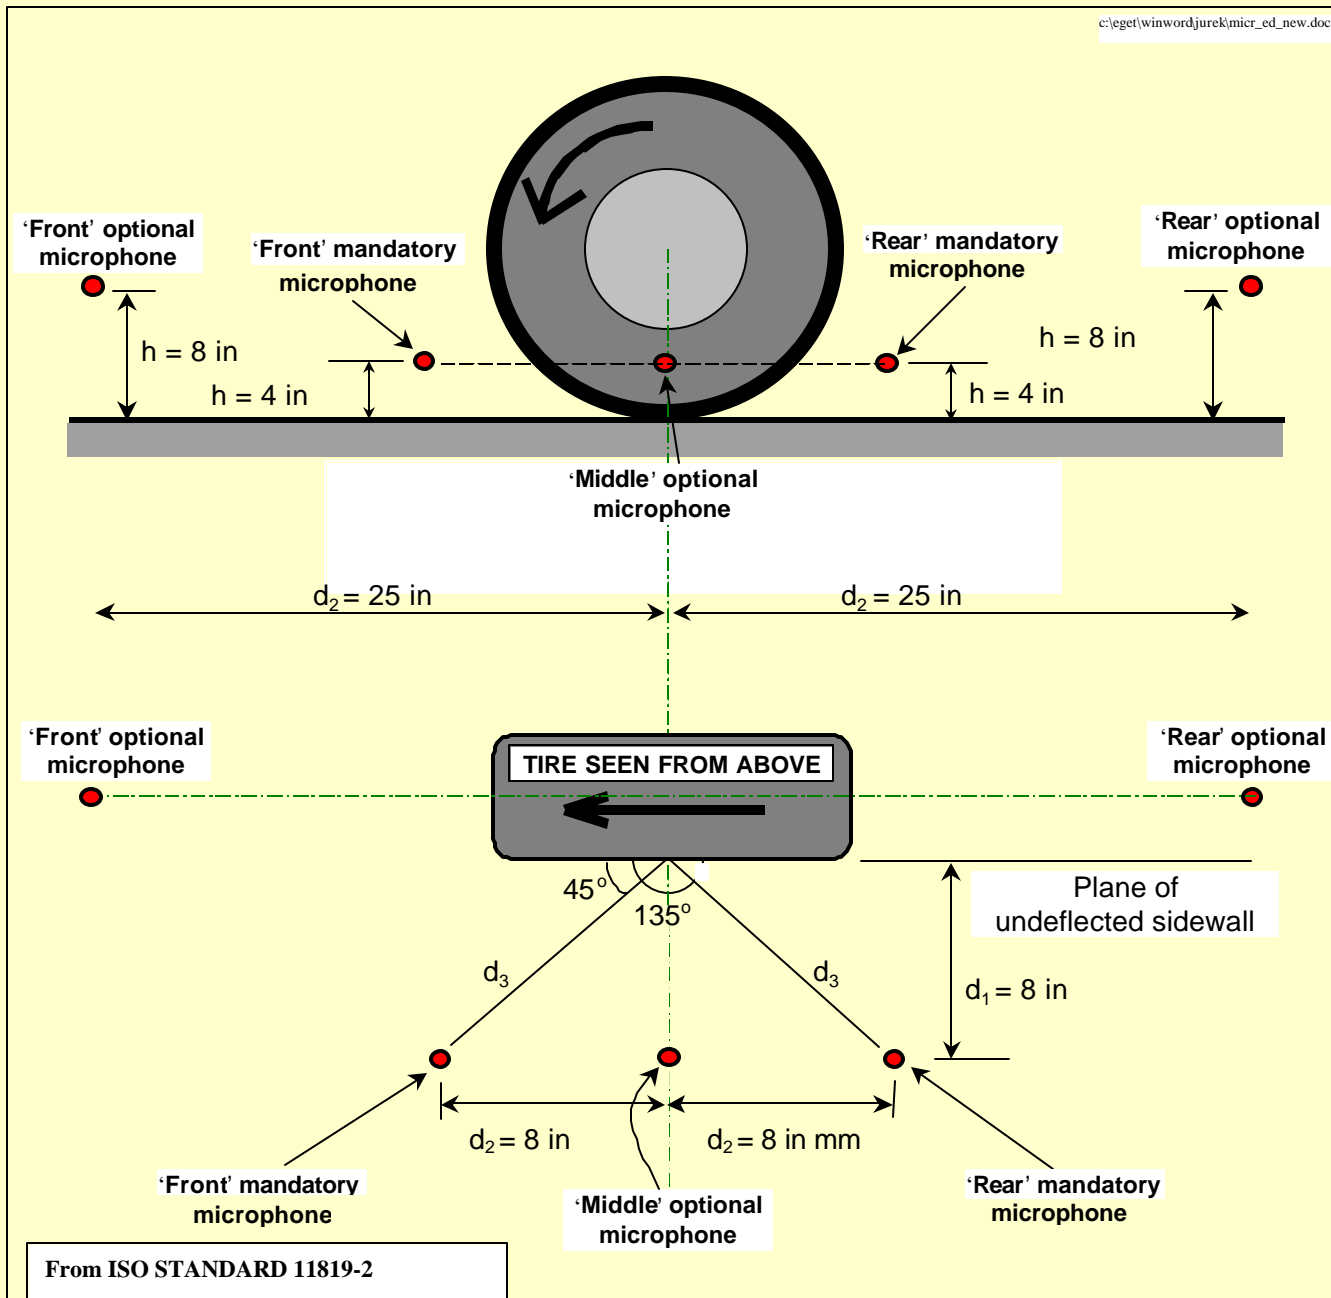 c:\eget\winword\jurek\micr_ed_new.doc
‘Front’ optional
microphone
‘Front’ mandatory
microphone
‘Rear’ mandatory
microphone
‘Rear’ optional
microphone
h = 8 in
h = 4 in
h = 8 in
h = 4 in
‘Middle’ optional
microphone
d₂ = 25 in
d₂ = 25 in
‘Front’ optional
microphone
TIRE SEEN FROM ABOVE
‘Rear’ optional
microphone
45°
135°
Plane of
undeflected sidewall
d₃
d₃
d₁ = 8 in
d₂ = 8 in
d₂ = 8 in mm
‘Front’ mandatory
microphone
‘Middle’ optional
microphone
‘Rear’ mandatory
microphone
From ISO STANDARD 11819-2